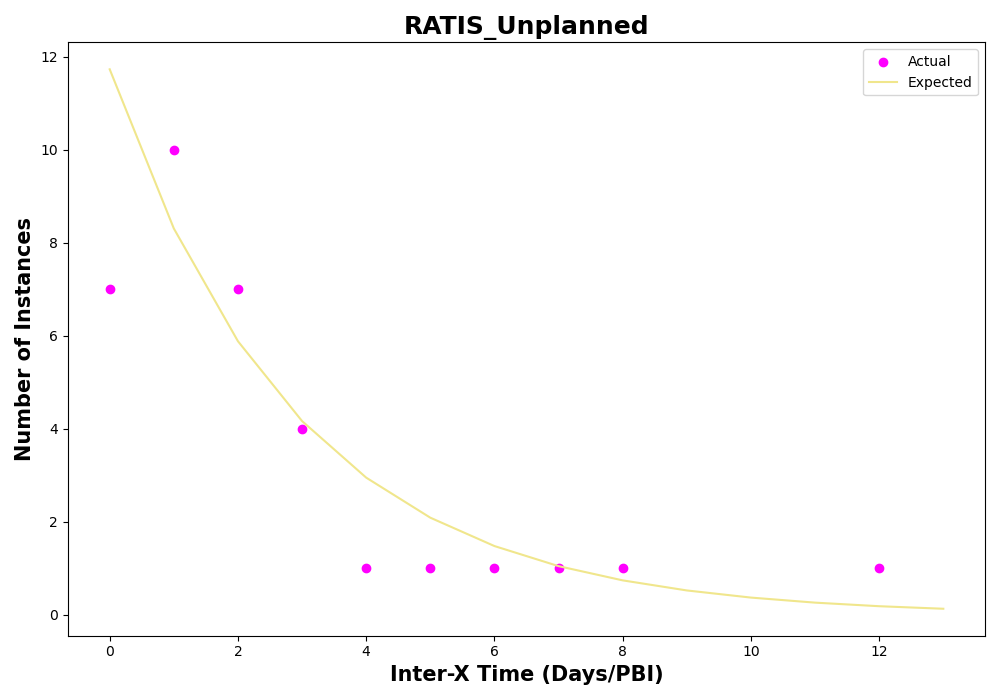 RATIS_Unplanned
Actual
Expected
Number of Instances
12
10
8
6
4
2
0
0 2 4 6 8 10 12
Inter-X Time (Days/PBI)